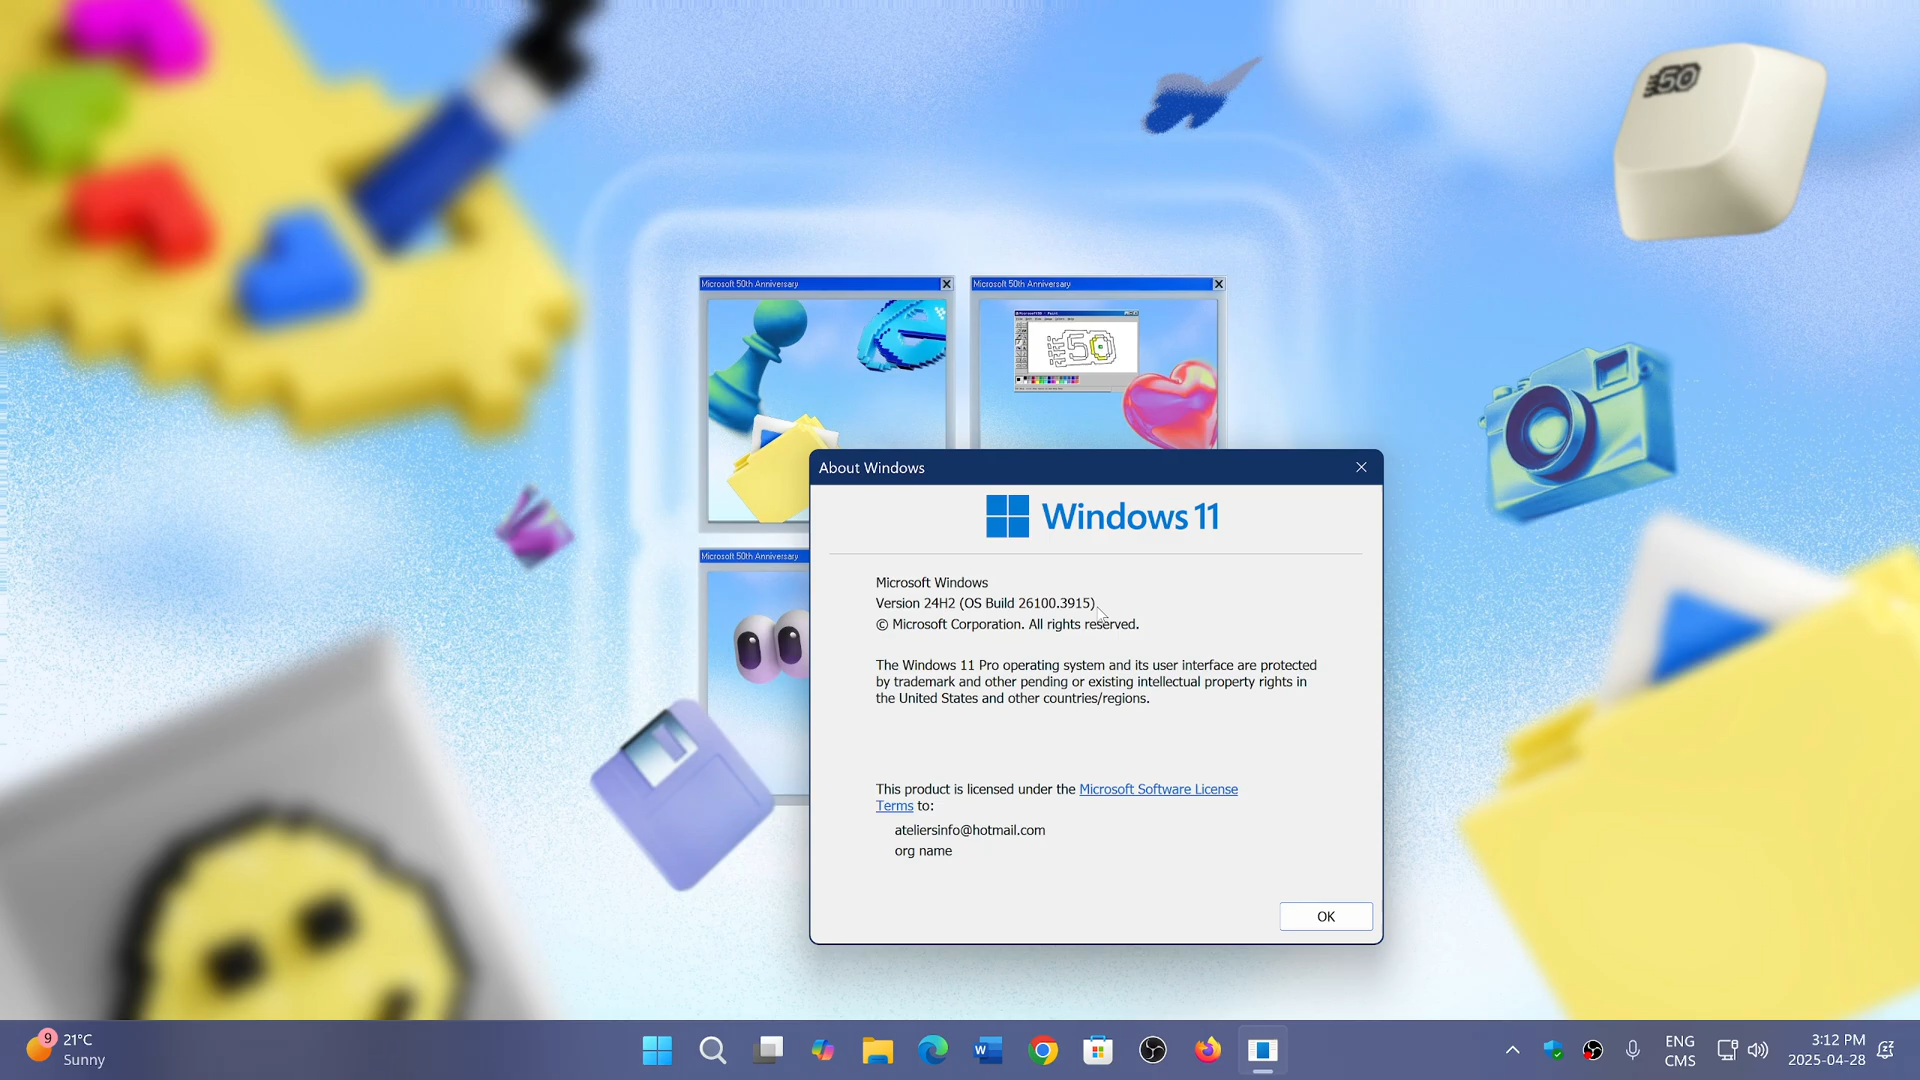 50
Microsoft 50th Anniversary
Microsoft 50th Anniversary
50
Microsoft 50th Anniversary
About Windows
Windows 11
Microsoft Windows
Version 24H2 (OS Build 26100.3915)
© Microsoft Corporation. All rights reserved.
The Windows 11 Pro operating system and its user interface are protected
by trademark and other pending or existing intellectual property rights in
the United States and other countries/regions.
This product is licensed under the Microsoft Software License
Terms to:
ateliersinfo@hotmail.com
org name
OK
9
21°C
Sunny
W
ENG
CMS
3:12 PM
2025-04-28